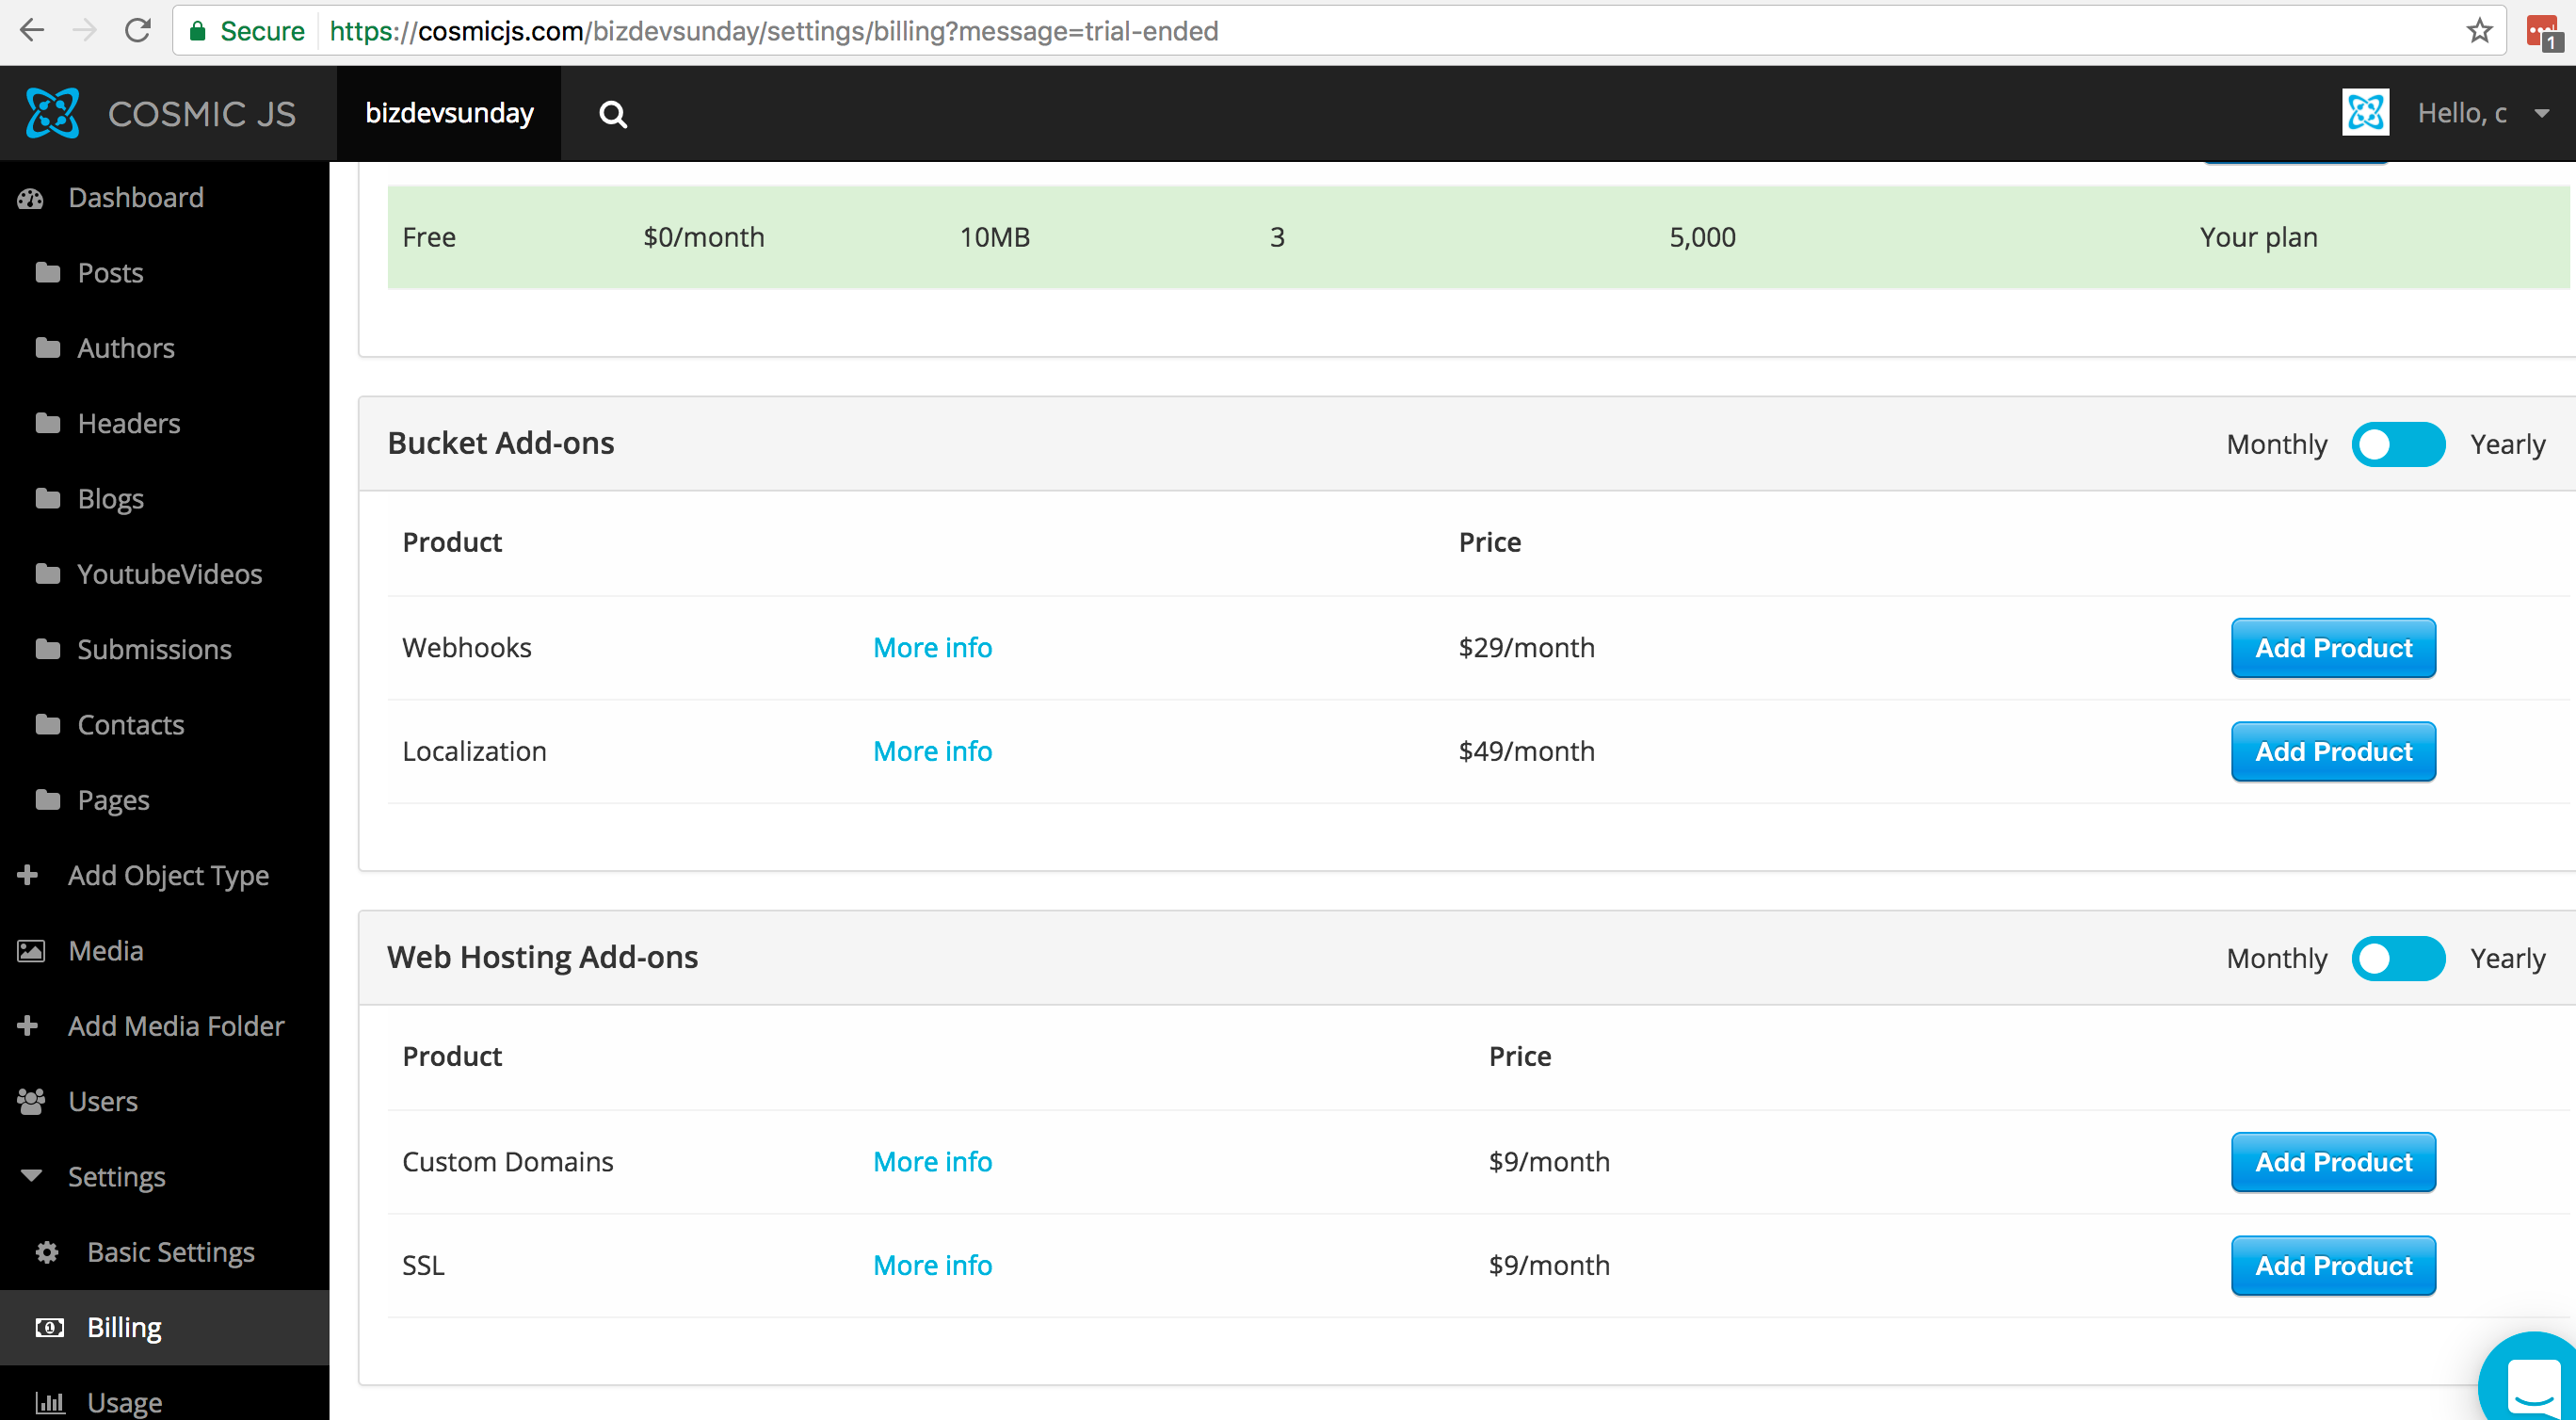 Secure https://cosmicjs.com/bizdevsunday/settings/billing?message=trial-ended
1
COSMIC JS
bizdevsunday
Hello, c
Dashboard
Posts
Authors
Headers
Blogs
YoutubeVideos
Submissions
Contacts
Pages
Add Object Type
Media
Add Media Folder
Users
Settings
Basic Settings
Billing
Usage
Free $0/month 10MB 3 5,000 Your plan
Bucket Add-ons Monthly Yearly
Product Price
Webhooks More info $29/month Add Product
Localization More info $49/month Add Product
Web Hosting Add-ons Monthly Yearly
Product Price
Custom Domains More info $9/month Add Product
SSL More info $9/month Add Product